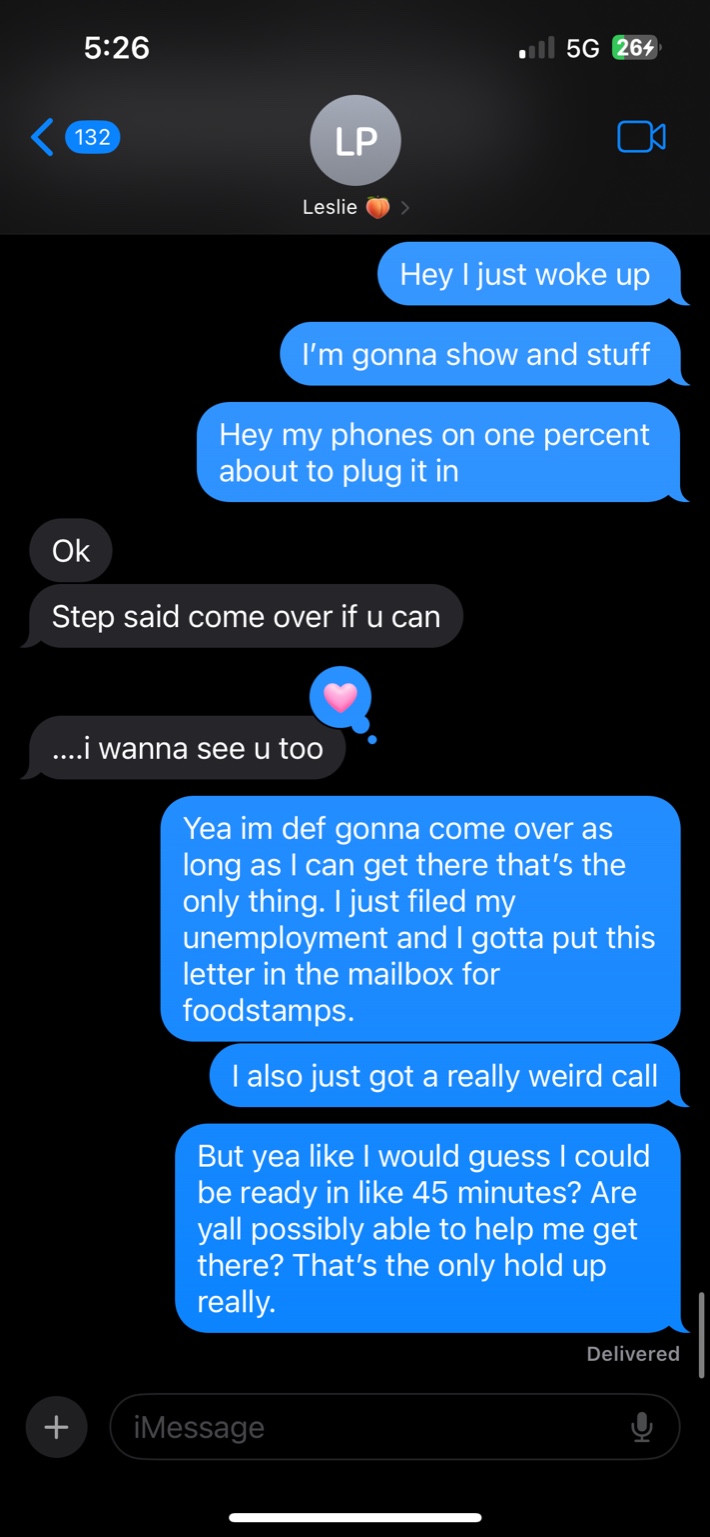 5:26
5G
26
132
LP
Leslie 🍑
Hey I just woke up
I'm gonna show and stuff
Hey my phones on one percent
about to plug it in
Ok
Step said come over if u can
....i wanna see u too
Yea im def gonna come over as
long as I can get there that's the
only thing. I just filed my
unemployment and I gotta put this
letter in the mailbox for
foodstamps.
I also just got a really weird call
But yea like I would guess I could
be ready in like 45 minutes? Are
yall possibly able to help me get
there? That's the only hold up
really.
Delivered
iMessage